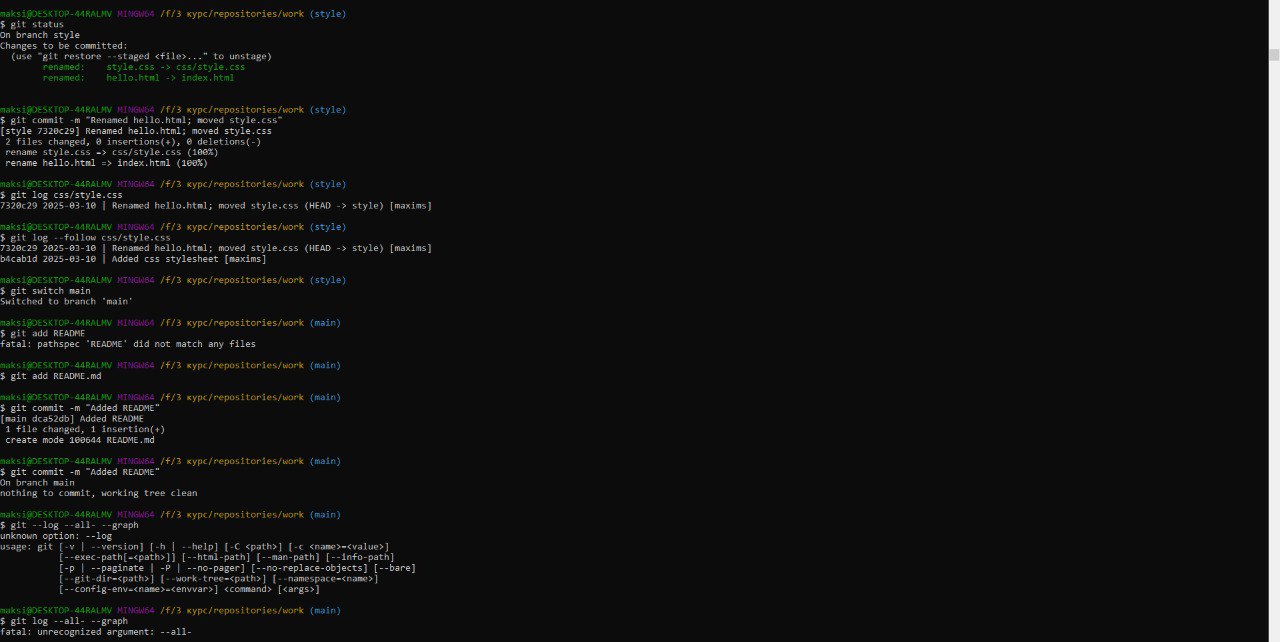 maksi@DESKTOP-44RALMV MINGW64 /f/3 курс/repositories/work (style)
$ git status
On branch style
Changes to be committed:
  (use "git restore --staged <file>..." to unstage)
        renamed:    style.css -> css/style.css
        renamed:    hello.html -> index.html
maksi@DESKTOP-44RALMV MINGW64 /f/3 курс/repositories/work (style)
$ git commit -m "Renamed hello.html; moved style.css"
[style 7320c29] Renamed hello.html; moved style.css
 2 files changed, 0 insertions(+), 0 deletions(-)
 rename style.css => css/style.css (100%)
 rename hello.html => index.html (100%)
maksi@DESKTOP-44RALMV MINGW64 /f/3 курс/repositories/work (style)
$ git log css/style.css
7320c29 2025-03-10 | Renamed hello.html; moved style.css (HEAD -> style) [maxims]
maksi@DESKTOP-44RALMV MINGW64 /f/3 курс/repositories/work (style)
$ git log --follow css/style.css
7320c29 2025-03-10 | Renamed hello.html; moved style.css (HEAD -> style) [maxims]
b4cab1d 2025-03-10 | Added css stylesheet [maxims]
maksi@DESKTOP-44RALMV MINGW64 /f/3 курс/repositories/work (style)
$ git switch main
Switched to branch 'main'
maksi@DESKTOP-44RALMV MINGW64 /f/3 курс/repositories/work (main)
$ git add README
fatal: pathspec 'README' did not match any files
maksi@DESKTOP-44RALMV MINGW64 /f/3 курс/repositories/work (main)
$ git add README.md
maksi@DESKTOP-44RALMV MINGW64 /f/3 курс/repositories/work (main)
$ git commit -m "Added README"
[main dca52db] Added README
 1 file changed, 1 insertion(+)
 create mode 100644 README.md
maksi@DESKTOP-44RALMV MINGW64 /f/3 курс/repositories/work (main)
$ git commit -m "Added README"
On branch main
nothing to commit, working tree clean
maksi@DESKTOP-44RALMV MINGW64 /f/3 курс/repositories/work (main)
$ git --log --all- --graph
unknown option: --log
usage: git [-v | --version] [-h | --help] [-C <path>] [-c <name>=<value>]
           [--exec-path[=<path>]] [--html-path] [--man-path] [--info-path]
           [-p | --paginate | -P | --no-pager] [--no-replace-objects] [--bare]
           [--git-dir=<path>] [--work-tree=<path>] [--namespace=<name>]
           [--config-env=<name>=<envvar>] <command> [<args>]
maksi@DESKTOP-44RALMV MINGW64 /f/3 курс/repositories/work (main)
$ git log --all- --graph
fatal: unrecognized argument: --all-